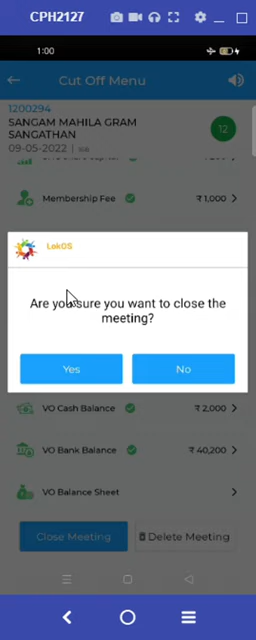 CPH2127
1:00
Cut Off Menu
1200294
SANGAM MAHILA GRAM
SANGATHAN
09-05-2022
12
Membership Fee ₹ 1,000
LokOS
Are you sure you want to close the
meeting?
Yes No
VO Cash Balance ₹ 2,000
VO Bank Balance ₹ 40,200
VO Balance Sheet
Close Meeting Delete Meeting